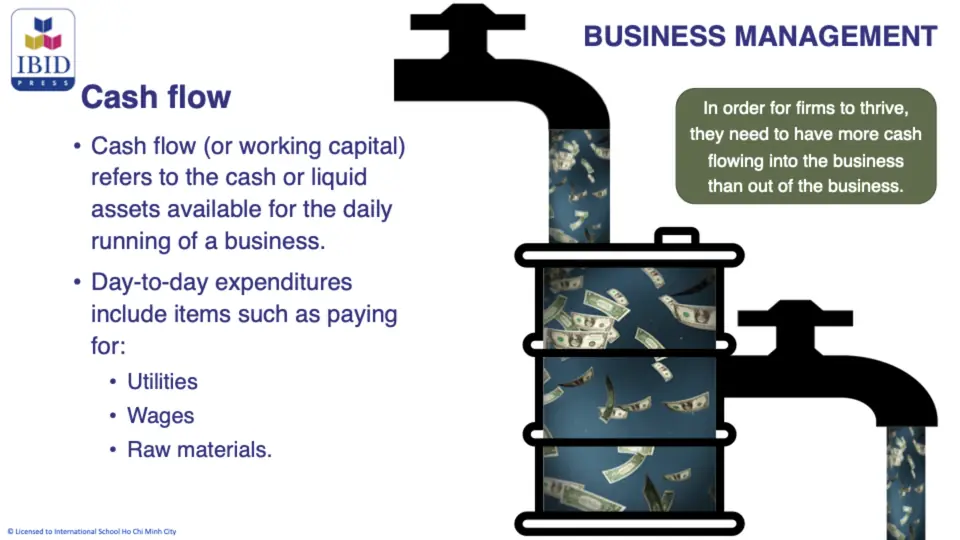 IBID
PRESS
BUSINESS MANAGEMENT
Cash flow
• Cash flow (or working capital)
refers to the cash or liquid
assets available for the daily
running of a business.
• Day-to-day expenditures
include items such as paying
for:
• Utilities
• Wages
• Raw materials.
In order for firms to thrive,
they need to have more cash
flowing into the business
than out of the business.
© Licensed to International School Ho Chi Minh City